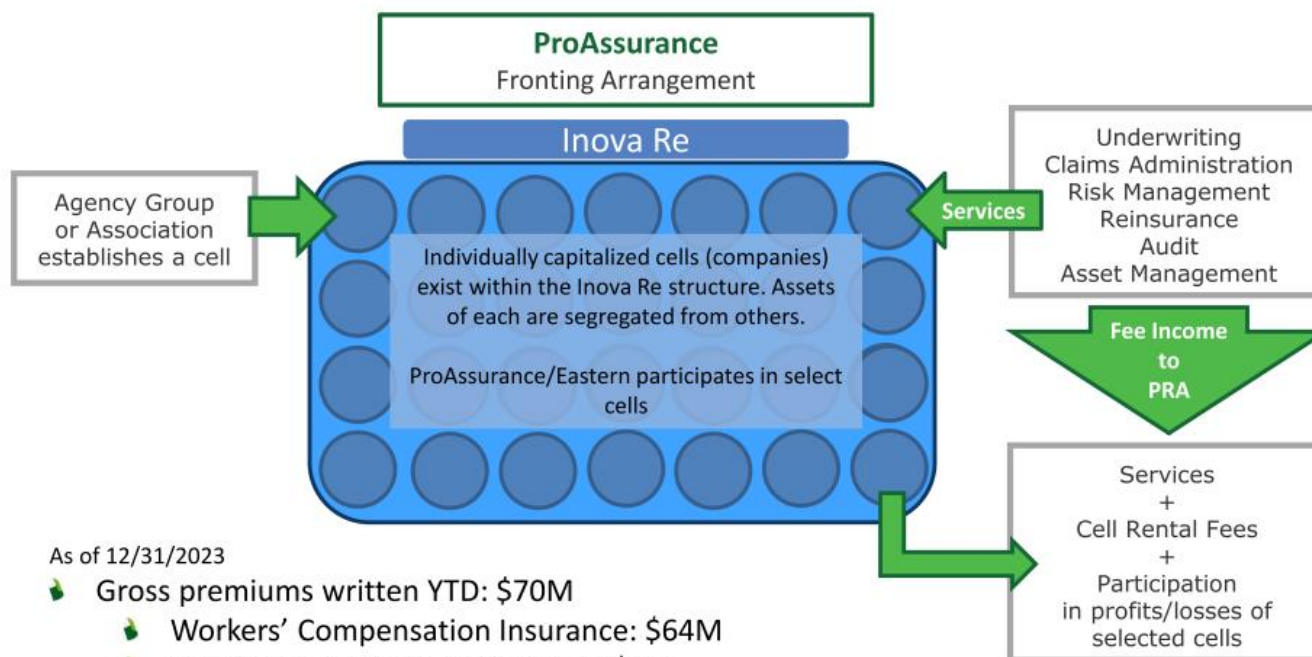 ProAssurance
Fronting Arrangement
Inova Re
Agency Group
or Association
establishes a cell
Individually capitalized cells (companies)
exist within the Inova Re structure. Assets
of each are segregated from others.
ProAssurance/Eastern participates in select
cells
Services
Underwriting
Claims Administration
Risk Management
Reinsurance
Audit
Asset Management
Fee Income
to
PRA
Services
+
Cell Rental Fees
+
Participation
in profits/losses of
selected cells
As of 12/31/2023
Gross premiums written YTD: $70M
Workers’ Compensation Insurance: $64M